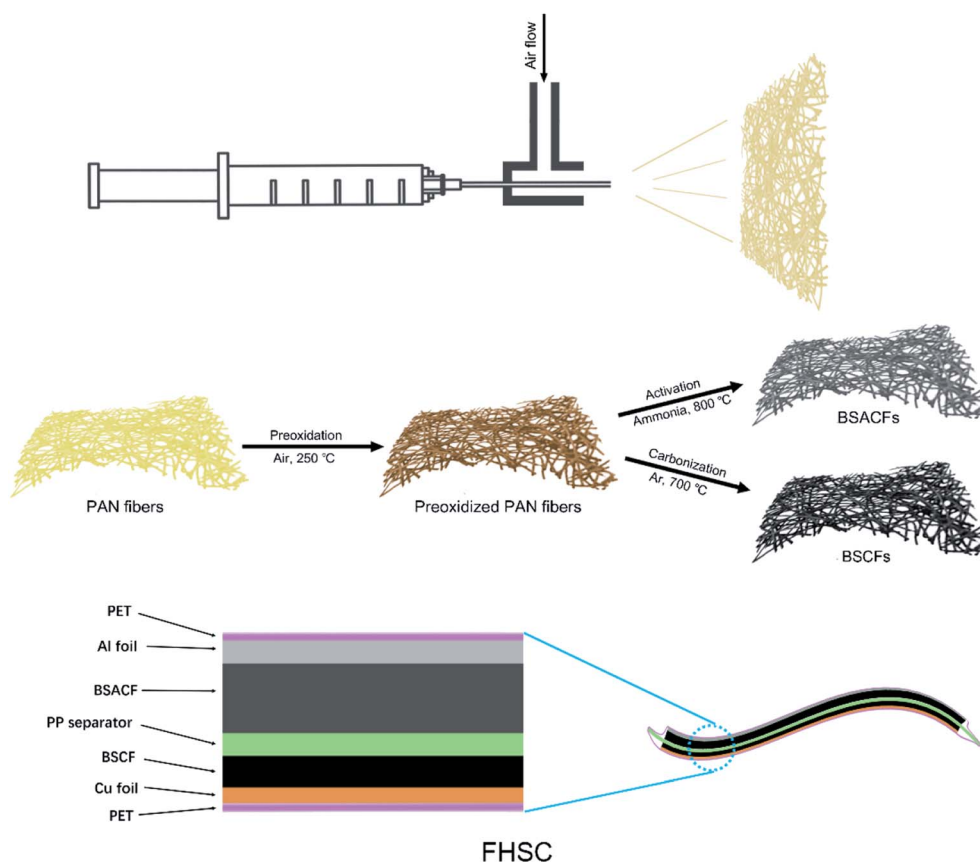 Air flow
Preoxidation
Air, 250 ℃
Activation
Ammonia, 800 ℃
Carbonization
Ar, 700 ℃
PAN fibers
Preoxidized PAN fibers
BSACFs
BSCFs
PET
Al foil
BSACF
PP separator
BSCF
Cu foil
PET
FHSC